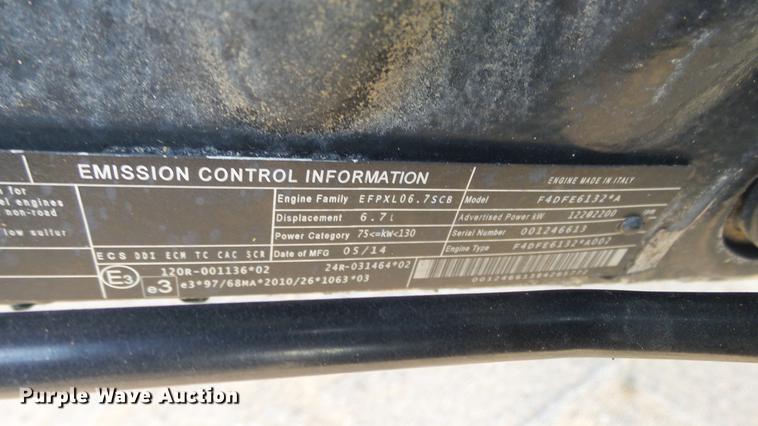 EMISSION CONTROL INFORMATION
ENGINE MADE IN ITALY
for
el engines
non-road
low sulfur
Engine Family EFPXL06.7SCB Model F4DFE6132*A
Displacement 6.7l Advertised Power kW 122@2200
Power Category 75<=kW<130 Serial Number 001246613
ECS DDI ECM TC CAC SCR Date of MFG 05/14 Engine Type F4DFE6132*A002
E3 120R-001136*02 24R-031464*02
e3 e3*97/68MA*2010/26*1063*03
Purple Wave Auction